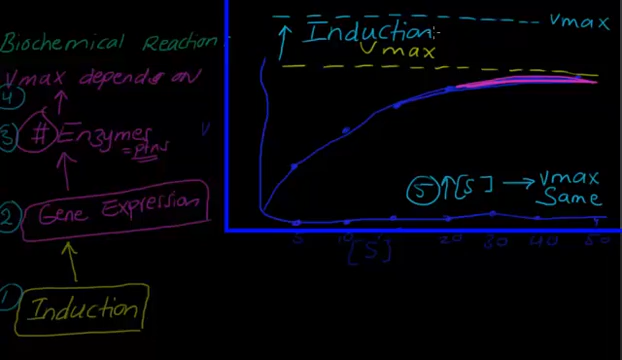 Biochemical Reaction
Vmax depends on
4
3 # Enzymes
= ptns
2 Gene Expression
1 Induction
Vmax
Induction:
Vmax
V
5 ↑[S] → Vmax
Same
5 10 20 30 40 50
[S]